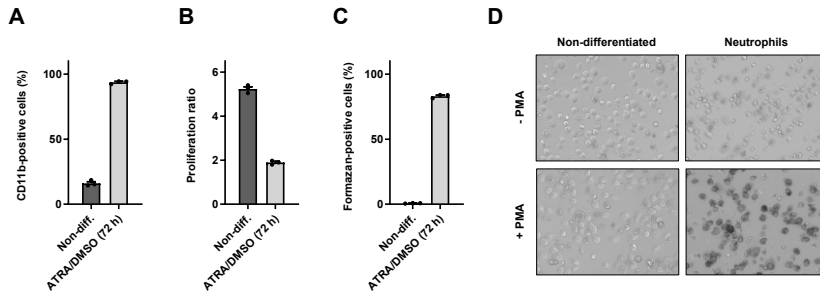 A
CD11b-positive cells (%)
100
50
0
Non-diff.
ATRA/DMSO (72 h)
B
Proliferation ratio
6
4
2
0
Non-diff.
ATRA/DMSO (72 h)
C
Formazan-positive cells (%)
100
50
0
Non-diff.
ATRA/DMSO (72 h)
D
Non-differentiated
Neutrophils
- PMA
+ PMA